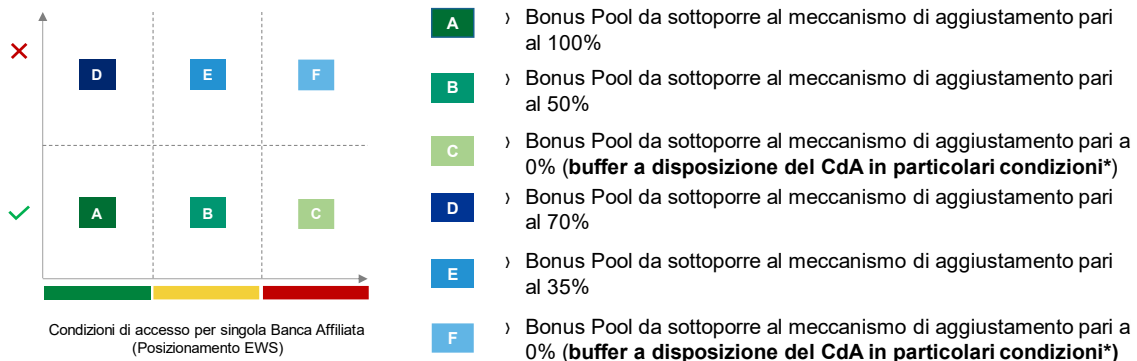 D
E
F
A
B
C
Condizioni di accesso per singola Banca Affiliata
(Posizionamento EWS)
A
› Bonus Pool da sottoporre al meccanismo di aggiustamento pari
al 100%
B
› Bonus Pool da sottoporre al meccanismo di aggiustamento pari
al 50%
C
› Bonus Pool da sottoporre al meccanismo di aggiustamento pari a
0% (buffer a disposizione del CdA in particolari condizioni*)
D
› Bonus Pool da sottoporre al meccanismo di aggiustamento pari
al 70%
E
› Bonus Pool da sottoporre al meccanismo di aggiustamento pari
al 35%
F
› Bonus Pool da sottoporre al meccanismo di aggiustamento pari a
0% (buffer a disposizione del CdA in particolari condizioni*)